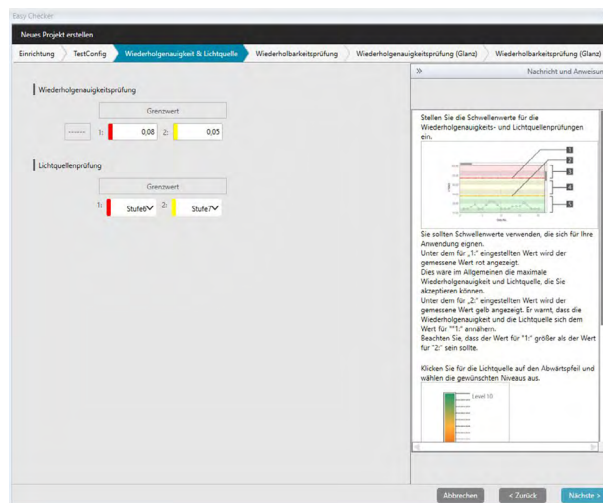 Easy Checker
Neues Projekt erstellen
Einrichtung
TestConfig
Wiederholgenauigkeit & Lichtquelle
Wiederholbarkeitsprüfung
Wiederholgenauigkeitsprüfung (Glanz)
Wiederholbarkeitsprüfung (Glanz)
Wiederholgenauigkeitsprüfung
Grenzwert
------ 1: 0,08 2: 0,05
Lichtquellenprüfung
Grenzwert
1: Stufe6 2: Stufe7
Nachricht und Anweisun
Stellen Sie die Schwellenwerte für die
Wiederholgenauigkeits- und Lichtquellenprüfungen
ein.
1
2
3
4
5
Sie sollten Schwellenwerte verwenden, die sich für Ihre
Anwendung eignen.
Unter dem für „1:“ eingestellten Wert wird der
gemessene Wert rot angezeigt.
Dies wäre im Allgemeinen die maximale
Wiederholgenauigkeit und Lichtquelle, die Sie
akzeptieren können.
Unter dem für „2:“ eingestellten Wert wird der
gemessene Wert gelb angezeigt. Er warnt, dass die
Wiederholgenauigkeit und die Lichtquelle sich dem
Wert für ""1:" annähern.
Beachten Sie, dass der Wert für "1:" größer als der Wert
für "2:" sein sollte.
Klicken Sie für die Lichtquelle auf den Abwärtspfeil und
wählen die gewünschten Niveaus aus.
Level 10
Abbrechen
< Zurück
Nächste >